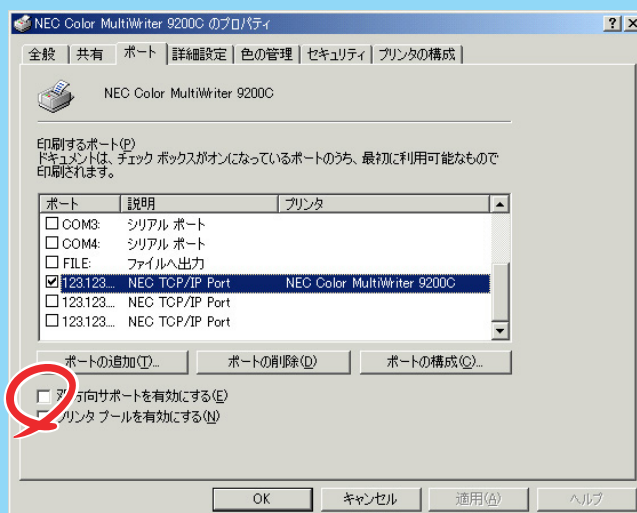 NEC Color MultiWriter 9200C のプロパティ
全般 共有 ポート 詳細設定 色の管理 セキュリティ プリンタの構成
NEC Color MultiWriter 9200C
印刷するポート(P)
ドキュメントは、チェック ボックスがオンになっているポートのうち、最初に利用可能なもので
印刷されます。
ポート 説明 プリンタ
COM3: シリアル ポート
COM4: シリアル ポート
FILE: ファイルへ出力
123.123... NEC TCP/IP Port NEC Color MultiWriter 9200C
123.123... NEC TCP/IP Port
123.123... NEC TCP/IP Port
ポートの追加(T)... ポートの削除(D) ポートの構成(C)...
双方向サポートを有効にする(E)
プリンタ プールを有効にする(N)
OK キャンセル 適用(A) ヘルプ